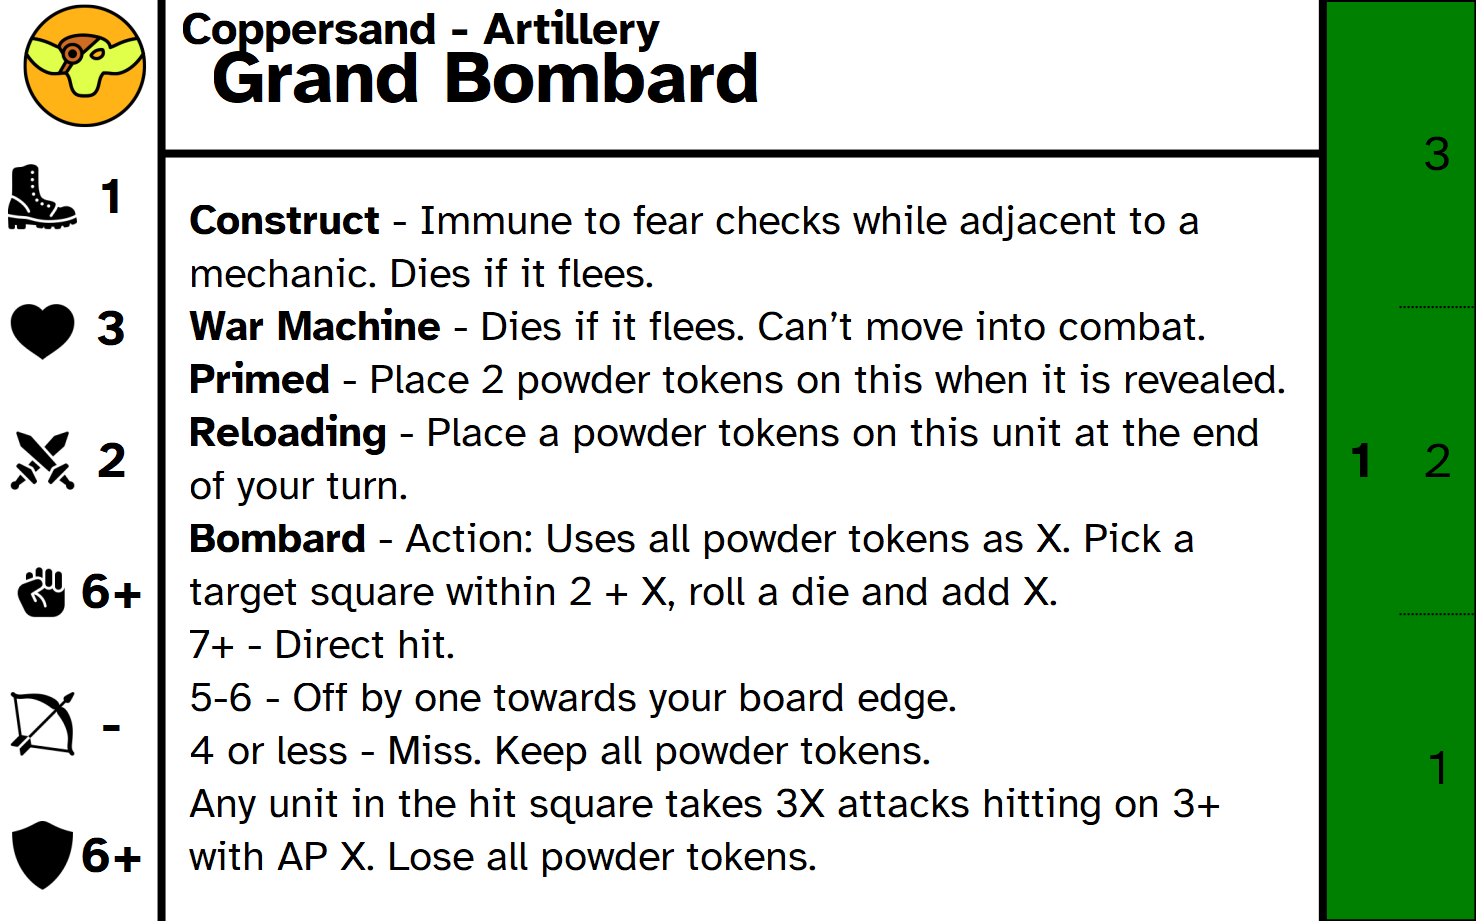 Coppersand - Artillery
Grand Bombard
1
3
2
6+
-
6+
Construct - Immune to fear checks while adjacent to a
mechanic. Dies if it flees.
War Machine - Dies if it flees. Can’t move into combat.
Primed - Place 2 powder tokens on this when it is revealed.
Reloading - Place a powder tokens on this unit at the end
of your turn.
Bombard - Action: Uses all powder tokens as X. Pick a
target square within 2 + X, roll a die and add X.
7+ - Direct hit.
5-6 - Off by one towards your board edge.
4 or less - Miss. Keep all powder tokens.
Any unit in the hit square takes 3X attacks hitting on 3+
with AP X. Lose all powder tokens.
3
1 2
1